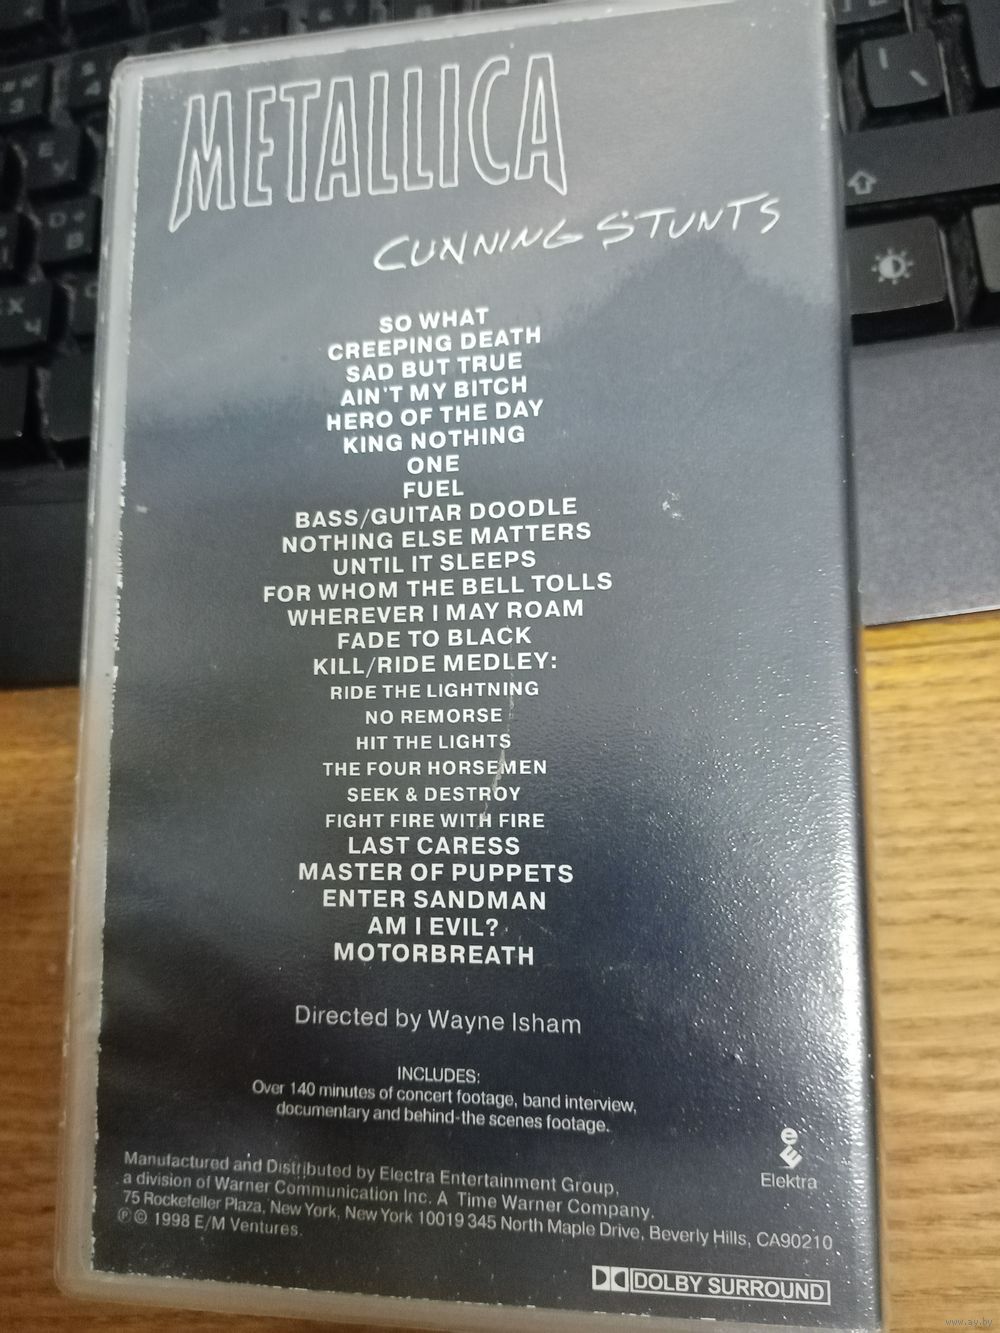 METALLICA
CUNNING STUNTS
SO WHAT
CREEPING DEATH
SAD BUT TRUE
AIN'T MY BITCH
HERO OF THE DAY
KING NOTHING
ONE
FUEL
BASS/GUITAR DOODLE
NOTHING ELSE MATTERS
UNTIL IT SLEEPS
FOR WHOM THE BELL TOLLS
WHEREVER I MAY ROAM
FADE TO BLACK
KILL/RIDE MEDLEY:
RIDE THE LIGHTNING
NO REMORSE
HIT THE LIGHTS
THE FOUR HORSEMEN
SEEK & DESTROY
FIGHT FIRE WITH FIRE
LAST CARESS
MASTER OF PUPPETS
ENTER SANDMAN
AM I EVIL?
MOTORBREATH
Directed by Wayne Isham
INCLUDES:
Over 140 minutes of concert footage, band interview,
documentary and behind-the scenes footage.
Elektra
Manufactured and Distributed by Electra Entertainment Group,
a division of Warner Communication Inc. A Time Warner Company.
75 Rockefeller Plaza, New York, New York 10019 345 North Maple Drive, Beverly Hills, CA90210
℗© 1998 E/M Ventures.
DOLBY SURROUND
www.ay.by